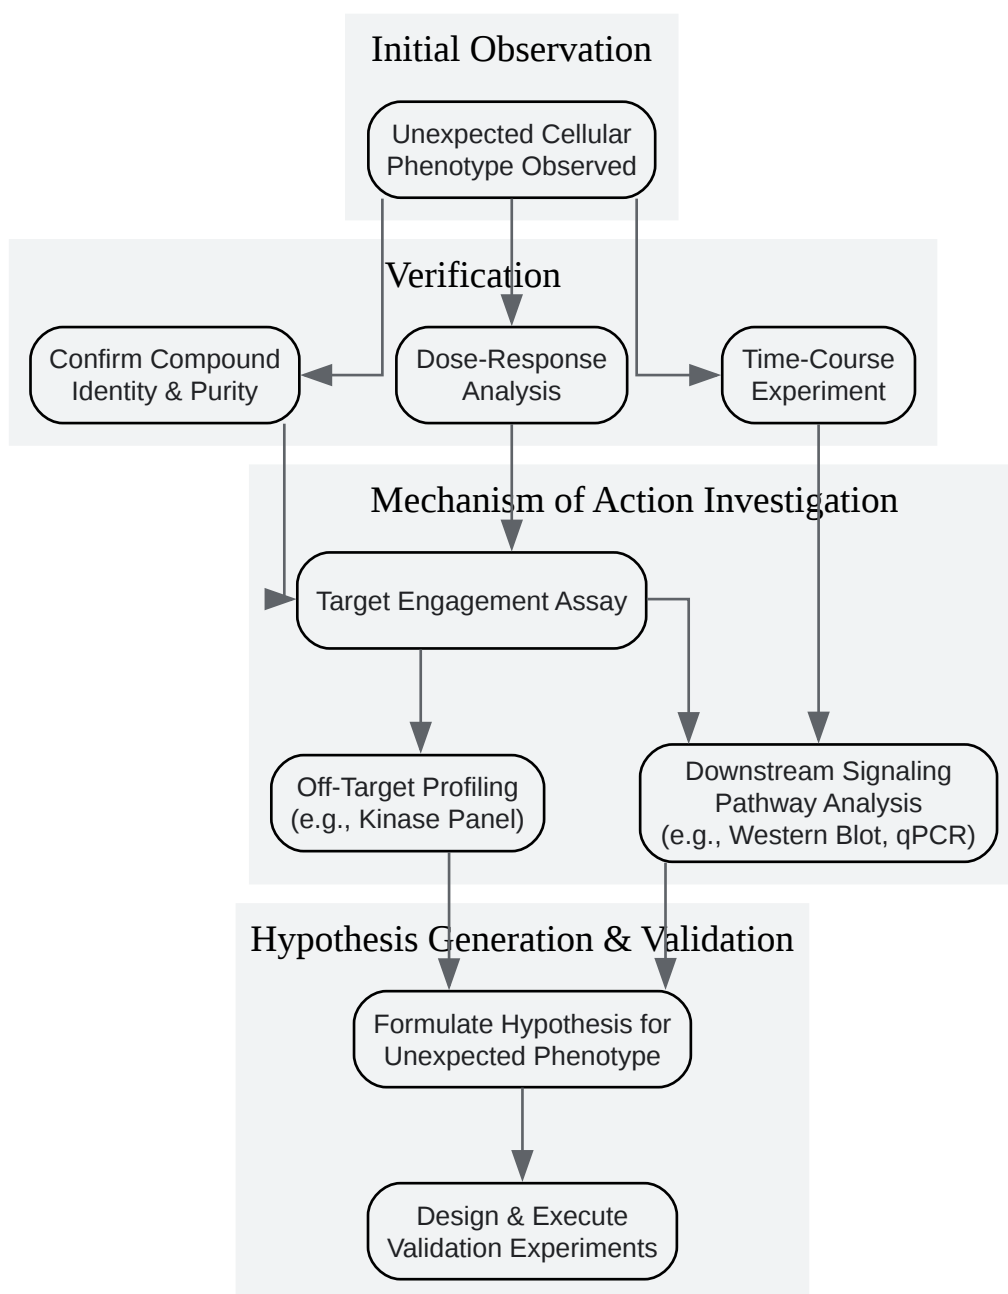 Initial Observation
Unexpected Cellular
Phenotype Observed
Verification
Confirm Compound
Identity & Purity
Dose-Response
Analysis
Time-Course
Experiment
Mechanism of Action Investigation
Target Engagement Assay
Off-Target Profiling
(e.g., Kinase Panel)
Downstream Signaling
Pathway Analysis
(e.g., Western Blot, qPCR)
Hypothesis Generation & Validation
Formulate Hypothesis for
Unexpected Phenotype
Design & Execute
Validation Experiments